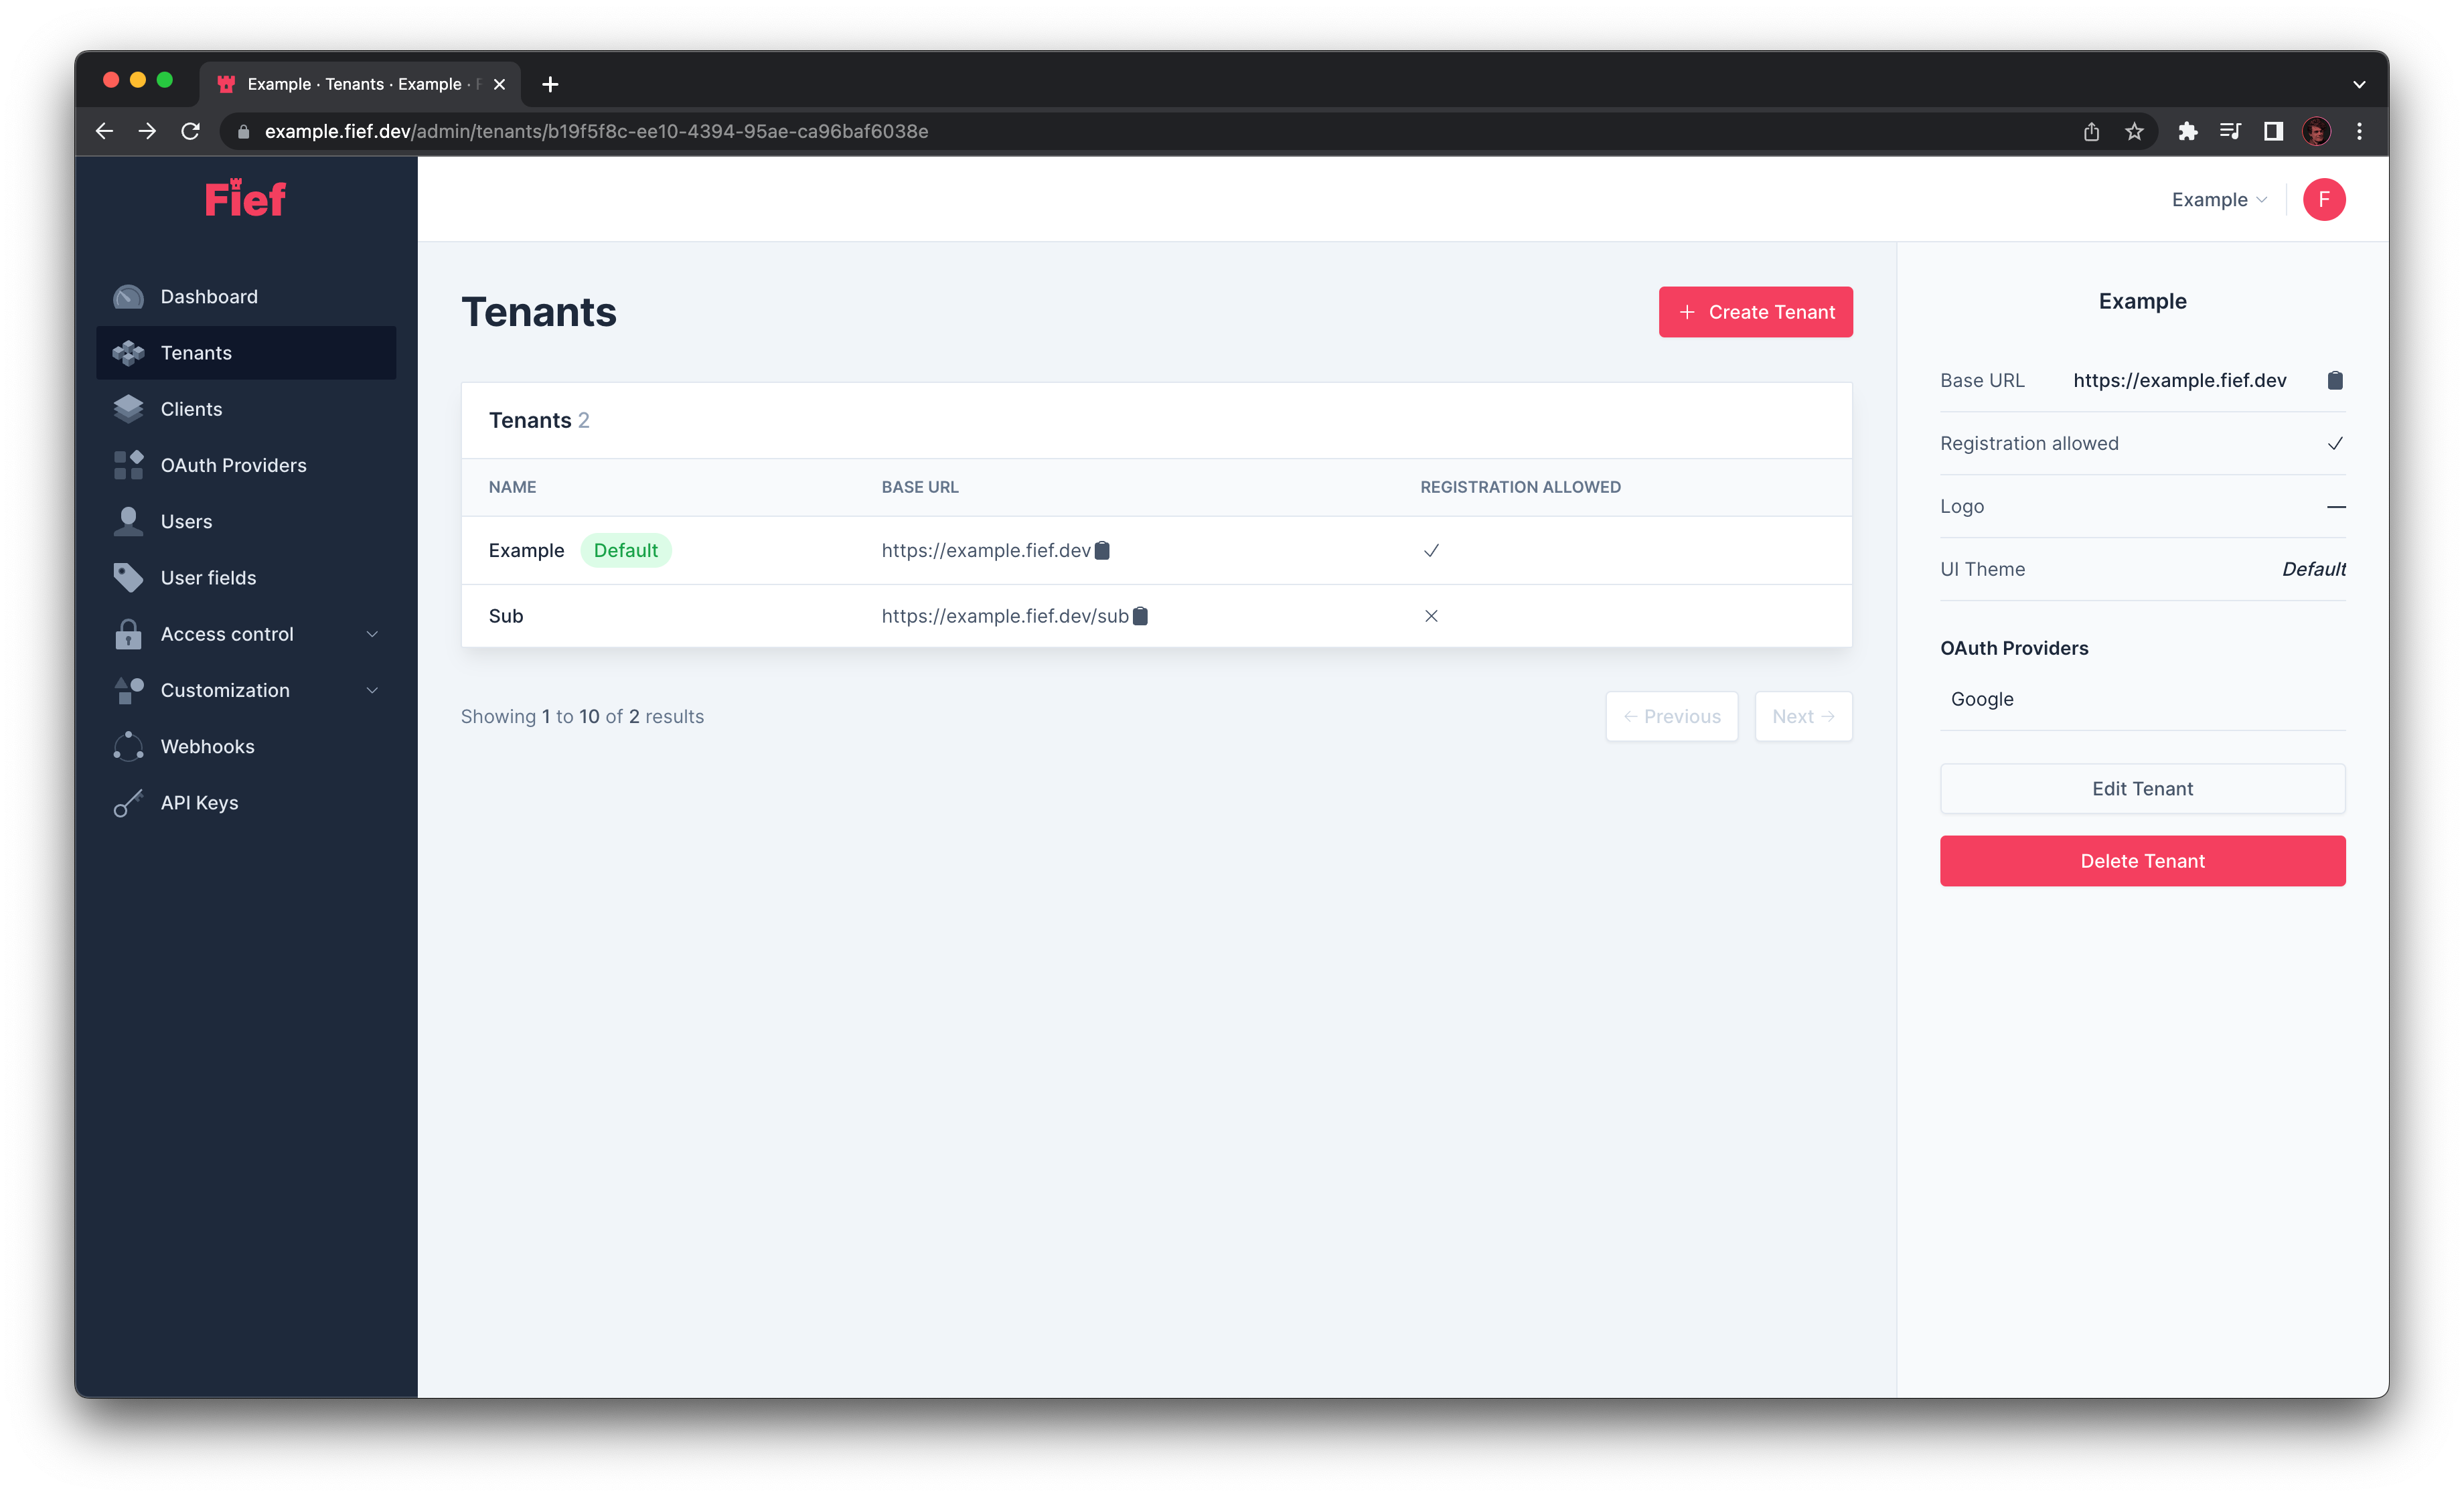 Example · Tenants · Example ·
example.fief.dev/admin/tenants/b19f5f8c-ee10-4394-95ae-ca96baf6038e
Fief
Example
F
Dashboard
Tenants
Clients
OAuth Providers
Users
User fields
Access control
Customization
Webhooks
API Keys
Tenants
Create Tenant
Tenants 2
NAME BASE URL REGISTRATION ALLOWED
Example Default https://example.fief.dev
Sub https://example.fief.dev/sub
Showing 1 to 10 of 2 results
← Previous
Next →
Example
Base URL https://example.fief.dev
Registration allowed
Logo —
UI Theme Default
OAuth Providers
Google
Edit Tenant
Delete Tenant